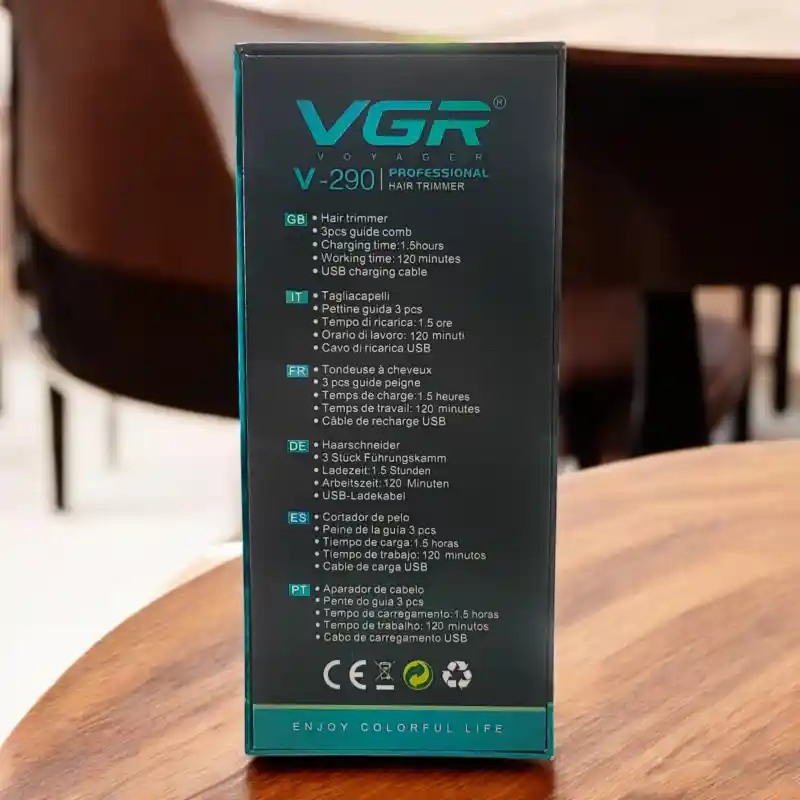 VGR®
VOYAGER
V-290 PROFESSIONAL
HAIR TRIMMER
GB • Hair trimmer
• 3pcs guide comb
• Charging time:1.5hours
• Working time: 120 minutes
• USB charging cable
IT • Tagliacapelli
• Pettine guida 3 pcs
• Tempo di ricarica:1.5 ore
• Orario di lavoro: 120 minuti
• Cavo di ricarica USB
FR • Tondeuse à cheveux
• 3 pcs guide peigne
• Temps de charge:1.5 heures
• Temps de travail: 120 minutes
• Câble de recharge USB
DE • Haarschneider
• 3 Stück Führungskamm
• Ladezeit:1.5 Stunden
• Arbeitszeit:120 Minuten
• USB-Ladekabel
ES • Cortador de pelo
• Peine de la guía 3 pcs
• Tiempo de carga:1.5 horas
• Tiempo de trabajo: 120 minutos
• Cable de carga USB
PT • Aparador de cabelo
• Pente do guia 3 pcs
• Tempo de carregamento:1.5 horas
• Tempo de trabalho: 120 minutos
• Cabo de carregamento USB
CE
ENJOY COLORFUL LIFE